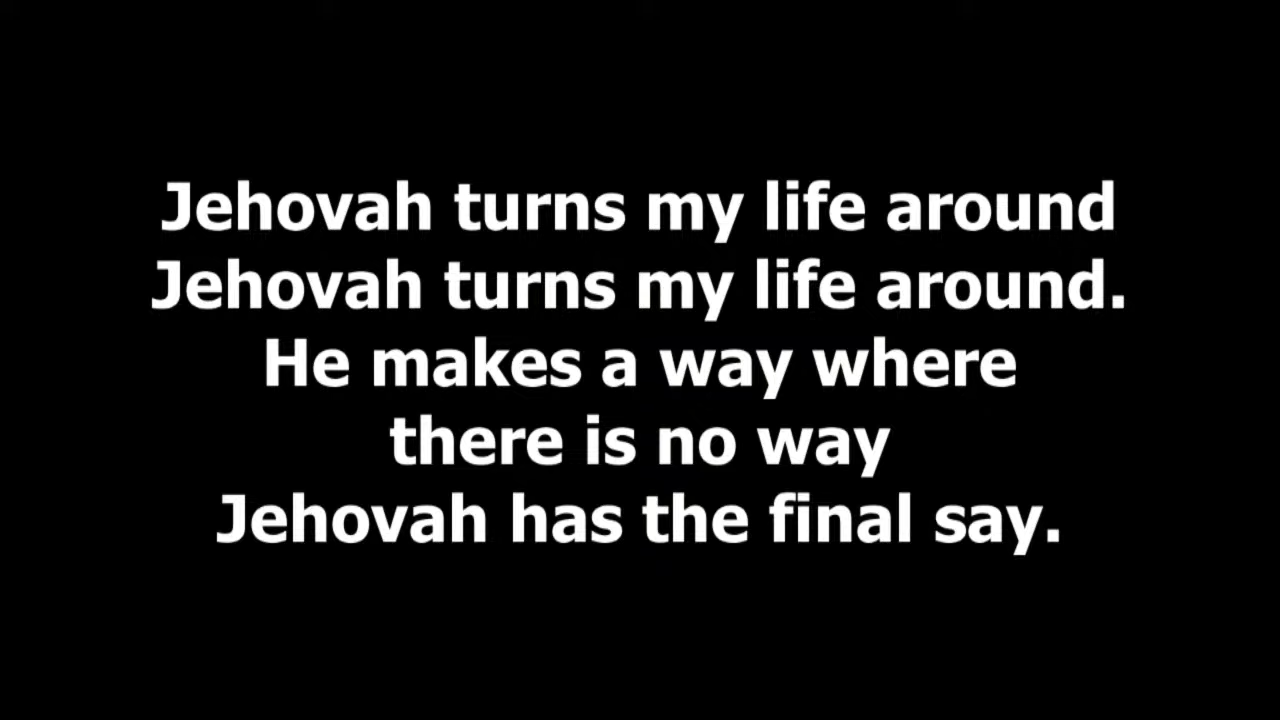 Jehovah turns my life around
Jehovah turns my life around.
He makes a way where
there is no way
Jehovah has the final say.